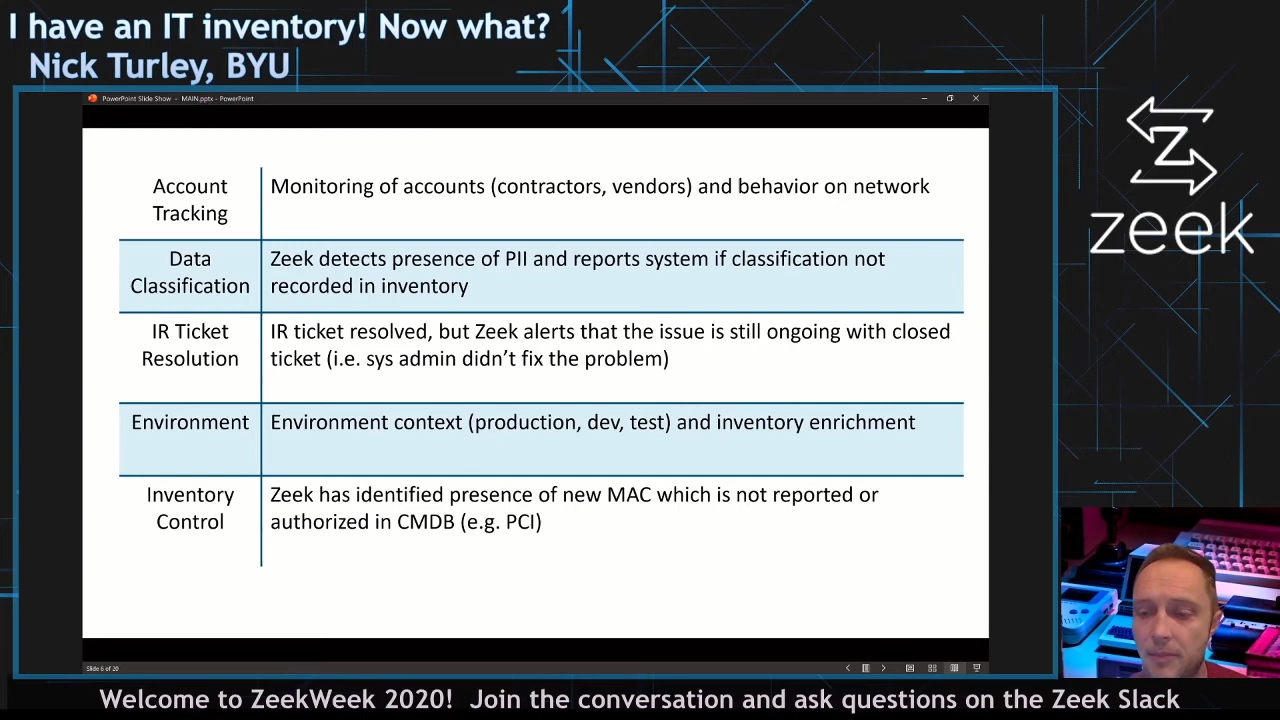 I have an IT inventory! Now what?
Nick Turley, BYU
PowerPoint Slide Show - MAIN.pptx - PowerPoint
Account
Tracking
Monitoring of accounts (contractors, vendors) and behavior on network
Data
Classification
Zeek detects presence of PII and reports system if classification not
recorded in inventory
IR Ticket
Resolution
IR ticket resolved, but Zeek alerts that the issue is still ongoing with closed
ticket (i.e. sys admin didn’t fix the problem)
Environment
Environment context (production, dev, test) and inventory enrichment
Inventory
Control
Zeek has identified presence of new MAC which is not reported or
authorized in CMDB (e.g. PCI)
Slide 6 of 20
Z
zeek
Welcome to ZeekWeek 2020! Join the conversation and ask questions on the Zeek Slack